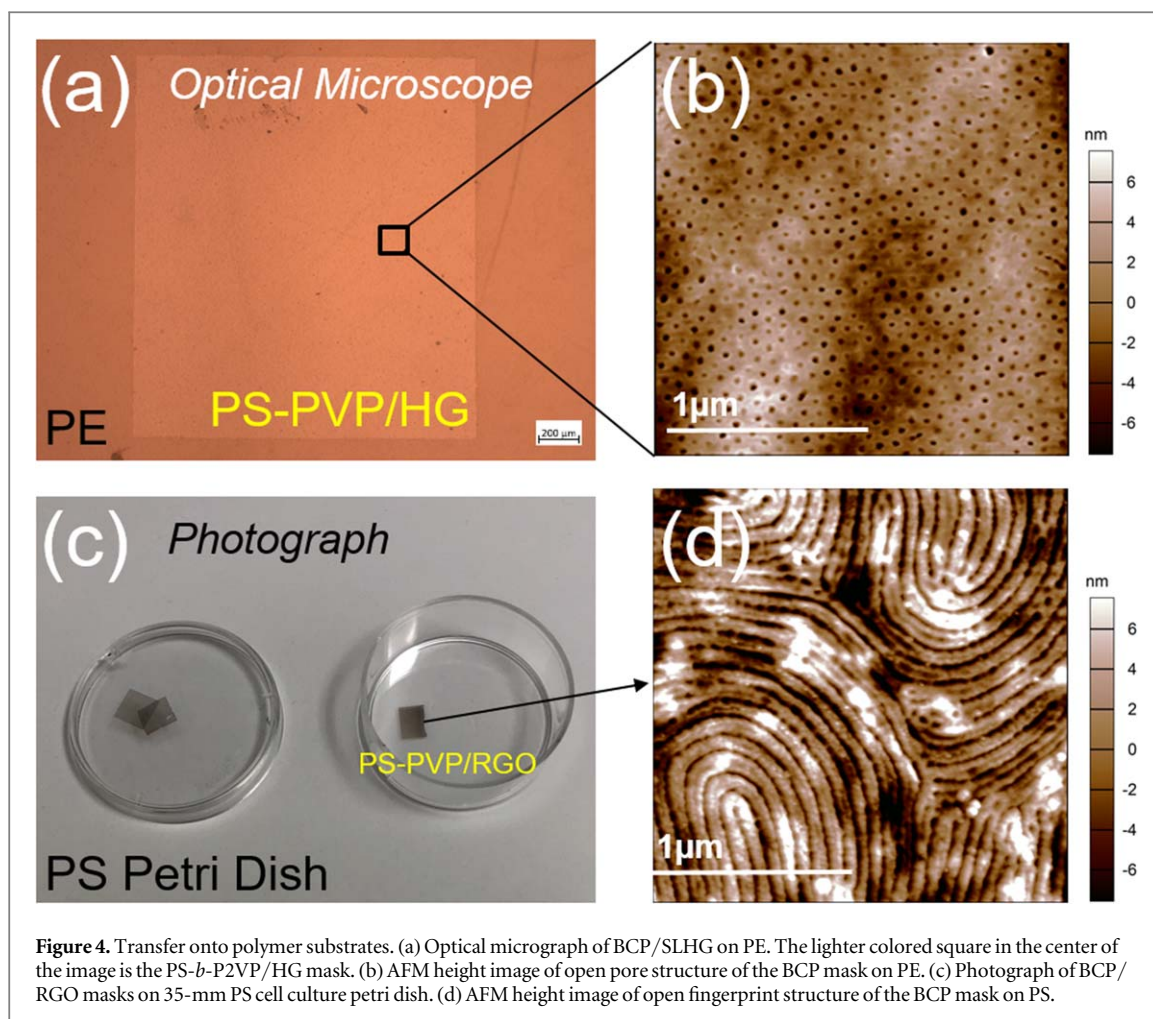 (a) Optical Microscope
PE
PS-PVP/HG
200 μm
(b)
1μm
nm
6
4
2
0
-2
-4
-6
(c) Photograph
PS-PVP/RGO
PS Petri Dish
(d)
1μm
nm
6
4
2
0
-2
-4
-6
Figure 4. Transfer onto polymer substrates. (a) Optical micrograph of BCP/SLHG on PE. The lighter colored square in the center of
the image is the PS-b-P2VP/HG mask. (b) AFM height image of open pore structure of the BCP mask on PE. (c) Photograph of BCP/
RGO masks on 35-mm PS cell culture petri dish. (d) AFM height image of open fingerprint structure of the BCP mask on PS.